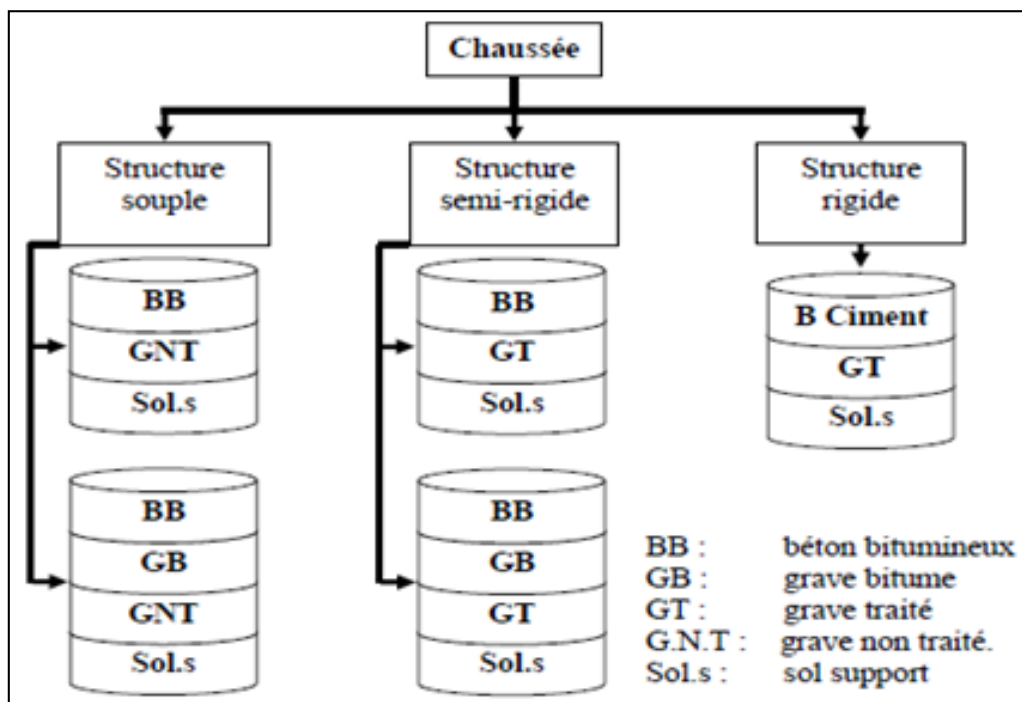 Chaussée
Structure
souple
Structure
semi-rigide
Structure
rigide
BB
GNT
Sol.s
BB
GB
GNT
Sol.s
BB
GT
Sol.s
BB
GB
GT
Sol.s
B Ciment
GT
Sol.s
BB : béton bitumineux
GB : grave bitume
GT : grave traité
G.N.T : grave non traité.
Sol.s : sol support